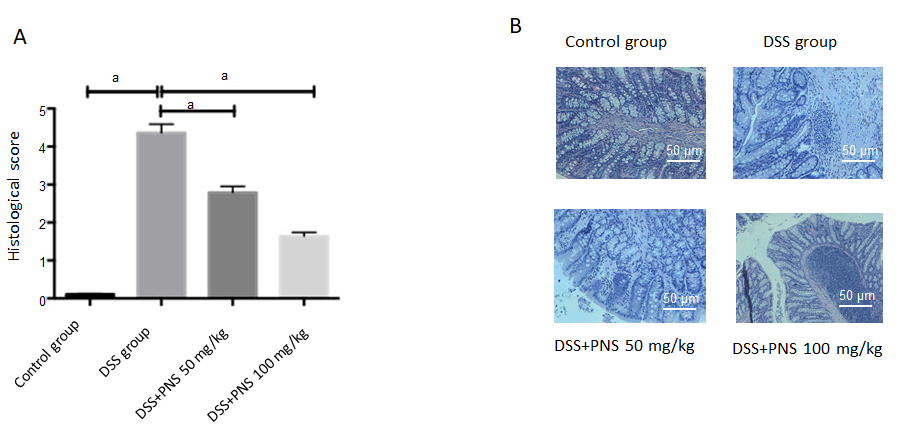 A
a
a
a
5
4
3
2
1
0
Histological score
Control group
DSS group
DSS+PNS 50 mg/kg
DSS+PNS 100 mg/kg
B
Control group
DSS group
50 μm
50 μm
50 μm
50 μm
DSS+PNS 50 mg/kg
DSS+PNS 100 mg/kg